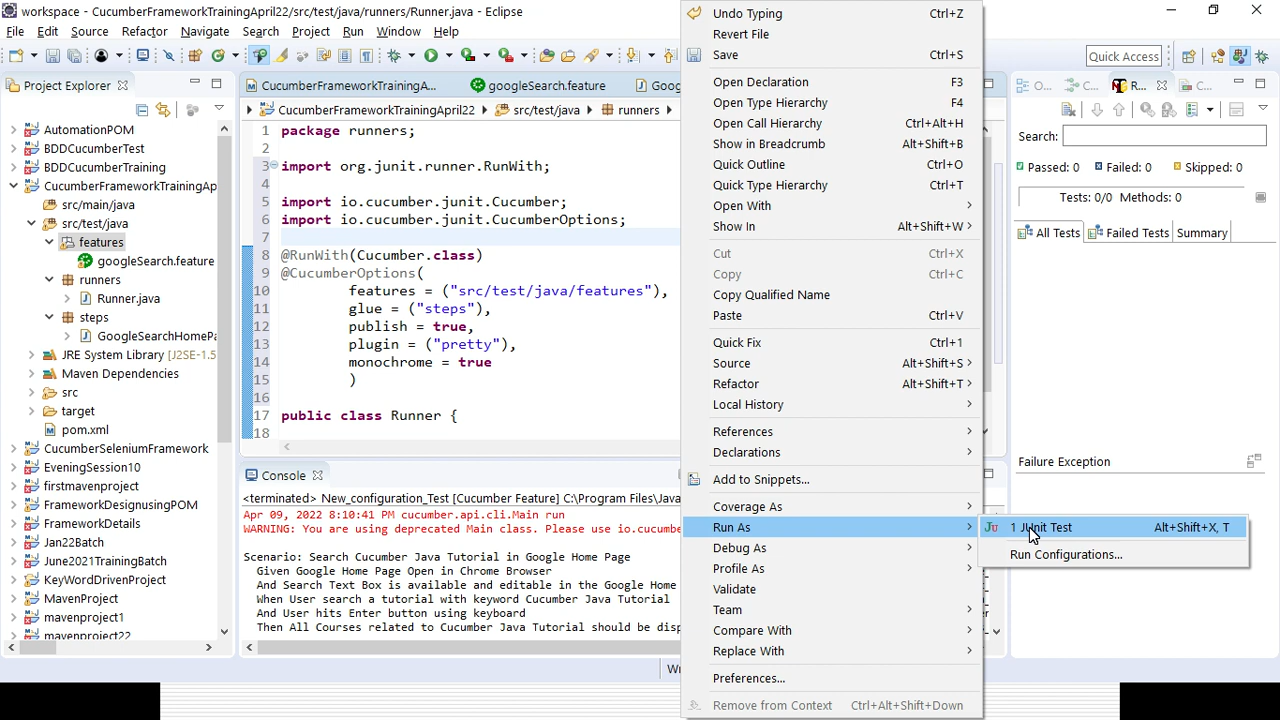 workspace - CucumberFrameworkTrainingApril22/src/test/java/runners/Runner.java - Eclipse
File Edit Source Refactor Navigate Search Project Run Window Help
Quick Access
Project Explorer
AutomationPOM
BDDCucumberTest
BDDCucumberTraining
CucumberFrameworkTrainingAp
src/main/java
src/test/java
features
googleSearch.feature
runners
Runner.java
steps
GoogleSearchHomePa
JRE System Library [J2SE-1.5
Maven Dependencies
src
target
pom.xml
CucumberSeleniumFramework
EveningSession10
firstmavenproject
FrameworkDesignusingPOM
FrameworkDetails
Jan22Batch
June2021TrainingBatch
KeyWordDrivenProject
MavenProject
mavenproject1
mavenproject22
CucumberFrameworkTrainingA... googleSearch.feature Goog
CucumberFrameworkTrainingApril22 src/test/java runners
1 package runners;
2
3 import org.junit.runner.RunWith;
4
5 import io.cucumber.junit.Cucumber;
6 import io.cucumber.junit.CucumberOptions;
7
8 @RunWith(Cucumber.class)
9 @CucumberOptions(
10 features = ("src/test/java/features"),
11 glue = ("steps"),
12 publish = true,
13 plugin = ("pretty"),
14 monochrome = true
15 )
16
17 public class Runner {
18
Console
<terminated> New_configuration_Test [Cucumber Feature] C:\Program Files\Java
Apr 09, 2022 8:10:41 PM cucumber.api.cli.Main run
WARNING: You are using deprecated Main class. Please use io.cucumbe
Scenario: Search Cucumber Java Tutorial in Google Home Page
Given Google Home Page Open in Chrome Browser
And Search Text Box is available and editable in the Google Home
When User search a tutorial with keyword Cucumber Java Tutorial
And User hits Enter button using keyboard
Then All Courses related to Cucumber Java Tutorial should be disp
Wr
Undo Typing Ctrl+Z
Revert File
Save Ctrl+S
Open Declaration F3
Open Type Hierarchy F4
Open Call Hierarchy Ctrl+Alt+H
Show in Breadcrumb Alt+Shift+B
Quick Outline Ctrl+O
Quick Type Hierarchy Ctrl+T
Open With
Show In Alt+Shift+W
Cut Ctrl+X
Copy Ctrl+C
Copy Qualified Name
Paste Ctrl+V
Quick Fix Ctrl+1
Source Alt+Shift+S
Refactor Alt+Shift+T
Local History
References
Declarations
Add to Snippets...
Coverage As
Run As
Debug As
Profile As
Validate
Team
Compare With
Replace With
Preferences...
Remove from Context Ctrl+Alt+Shift+Down
1 JUnit Test Alt+Shift+X, T
Run Configurations...
O... C... R... C...
Search:
Passed: 0 Failed: 0 Skipped: 0
Tests: 0/0 Methods: 0
All Tests Failed Tests Summary
Failure Exception